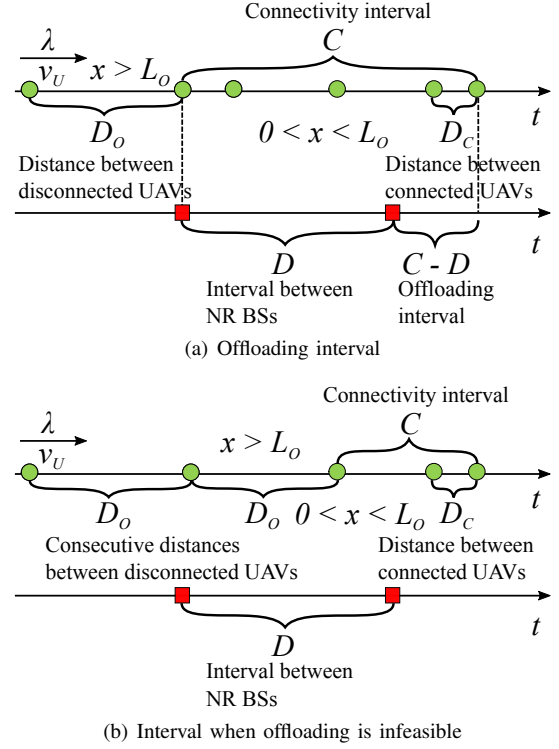 Connectivity interval
λ
v_U
x > L_O
C
D_O
0 < x < L_O
D_C
t
Distance between
disconnected UAVs
Distance between
connected UAVs
D
C - D
t
Interval between
NR BSs
Offloading
interval
(a) Offloading interval
Connectivity interval
λ
v_U
x > L_O
C
D_O
D_O
0 < x < L_O
D_C
t
Consecutive distances
between disconnected UAVs
Distance between
connected UAVs
D
t
Interval between
NR BSs
(b) Interval when offloading is infeasible